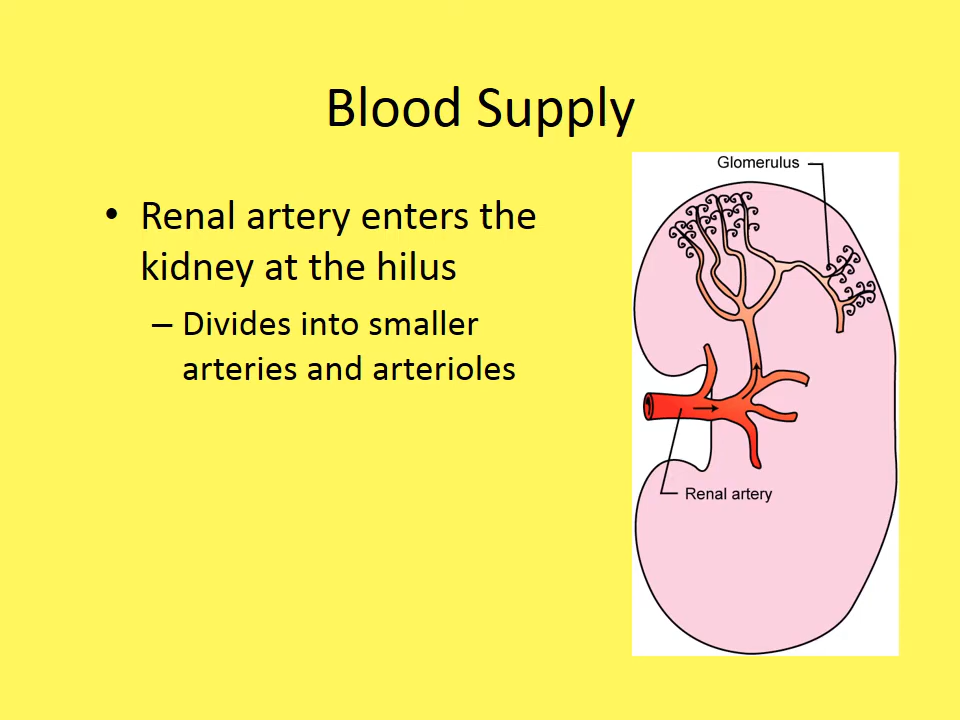 Blood Supply
• Renal artery enters the
kidney at the hilus
– Divides into smaller
arteries and arterioles
Glomerulus
Renal artery